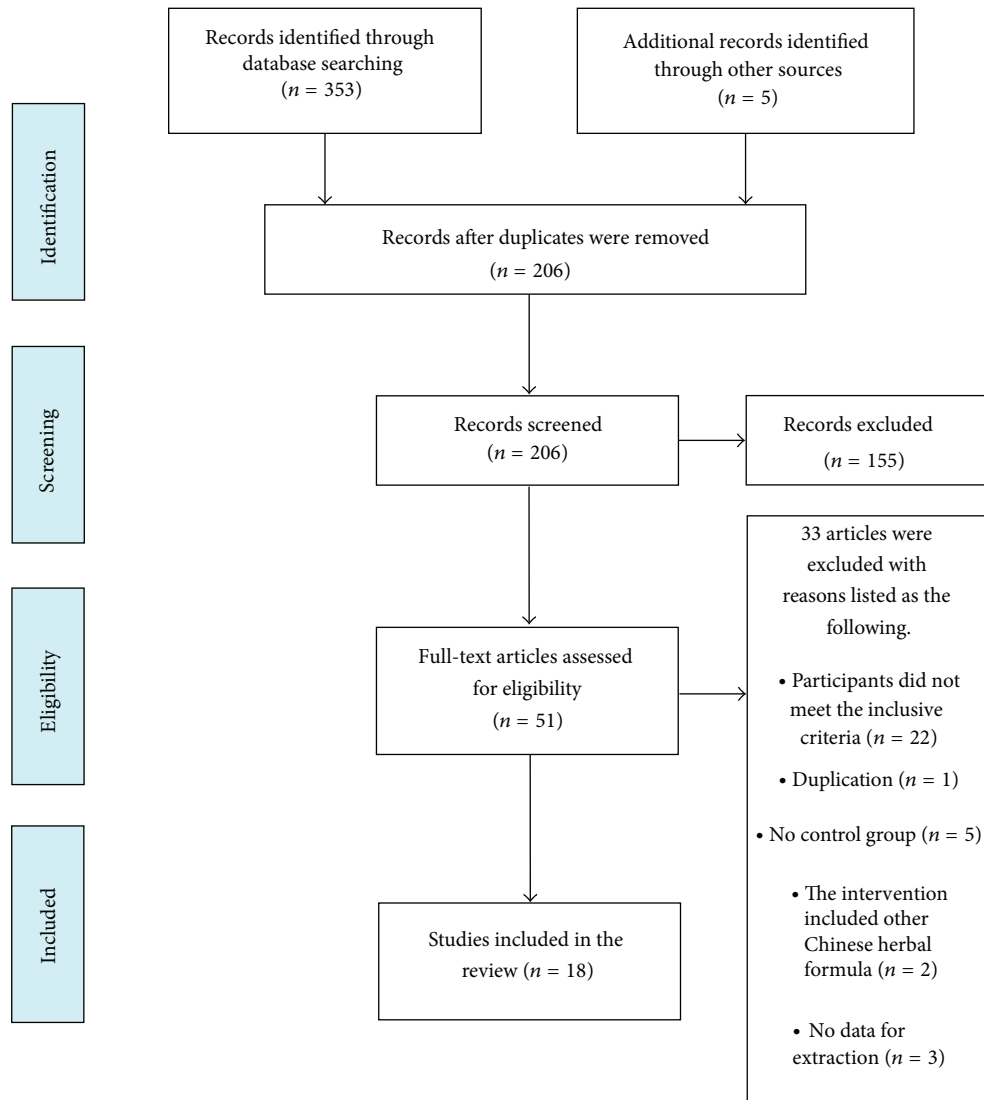 Records identified through
database searching
(n = 353)
Additional records identified
through other sources
(n = 5)
Identification
Records after duplicates were removed
(n = 206)
Screening
Records screened
(n = 206)
Records excluded
(n = 155)
Eligibility
Full-text articles assessed
for eligibility
(n = 51)
33 articles were
excluded with
reasons listed as the
following.
• Participants did not
meet the inclusive
criteria (n = 22)
• Duplication (n = 1)
• No control group (n = 5)
• The intervention
included other
Chinese herbal
formula (n = 2)
• No data for
extraction (n = 3)
Included
Studies included in the
review (n = 18)